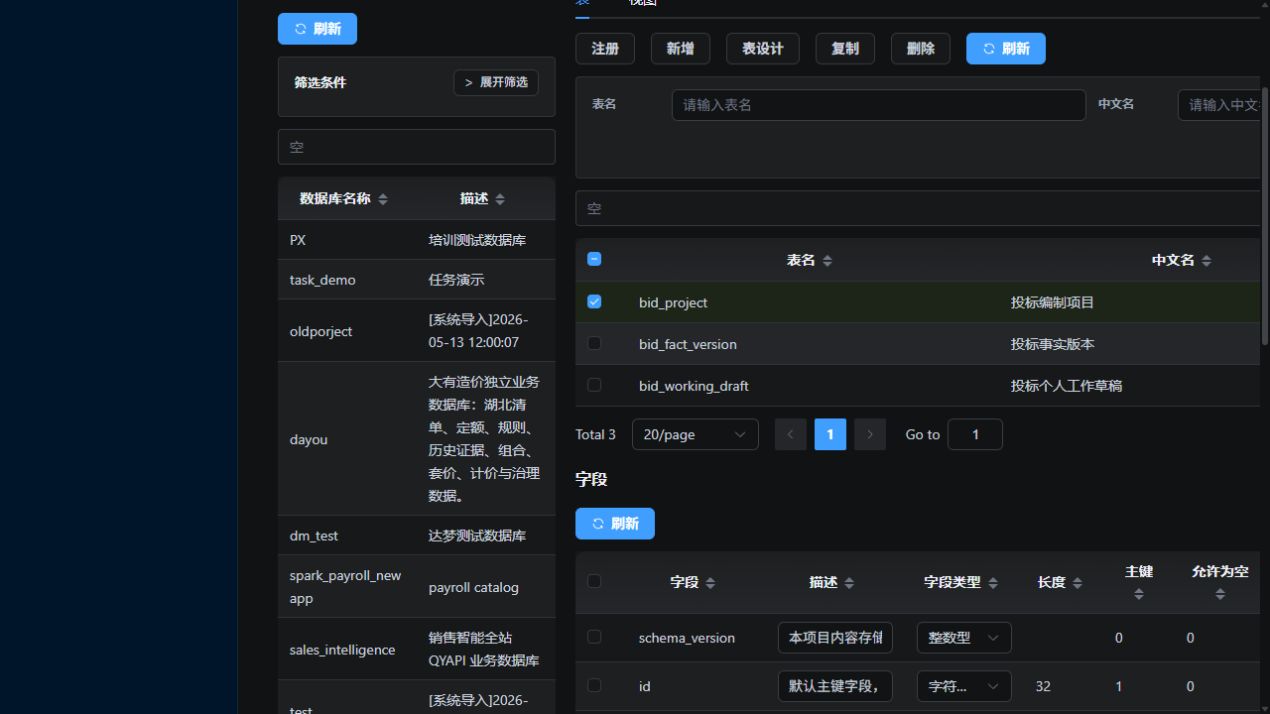 表 视图
刷新
注册 新增 表设计 复制 删除 刷新
筛选条件 > 展开筛选
表名 请输入表名 中文名 请输入中文
空
空
数据库名称 描述
PX 培训测试数据库
task_demo 任务演示
oldporject [系统导入]2026-
05-13 12:00:07
dayou 大有造价独立业务
数据库：湖北清
单、定额、规则、
历史证据、组合、
套价、计价与治理
数据。
dm_test 达梦测试数据库
spark_payroll_new
app payroll catalog
sales_intelligence 销售智能全站
QYAPI 业务数据库
test [系统导入]2026-
表名 中文名
bid_project 投标编制项目
bid_fact_version 投标事实版本
bid_working_draft 投标个人工作草稿
Total 3 20/page < 1 > Go to 1
字段
刷新
字段 描述 字段类型 长度 主键 允许为空
schema_version 本项目内容存储 整数型 0 0
id 默认主键字段, 字符... 32 1 0